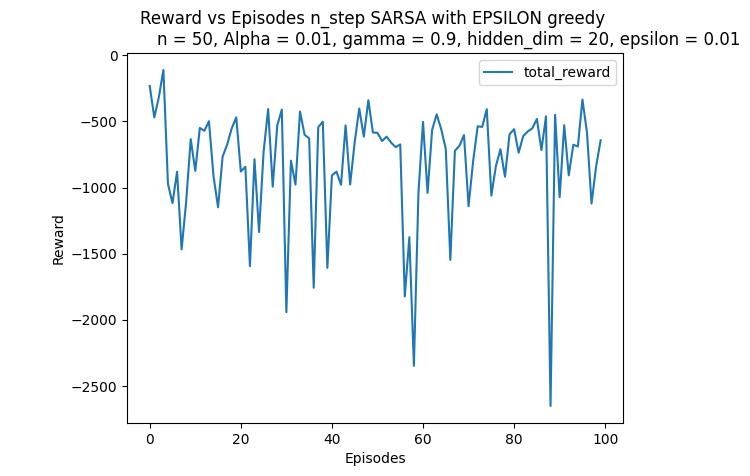 Reward vs Episodes n_step SARSA with EPSILON greedy
n = 50, Alpha = 0.01, gamma = 0.9, hidden_dim = 20, epsilon = 0.01
total_reward
0
−500
−1000
−1500
−2000
−2500
Reward
0 20 40 60 80 100
Episodes